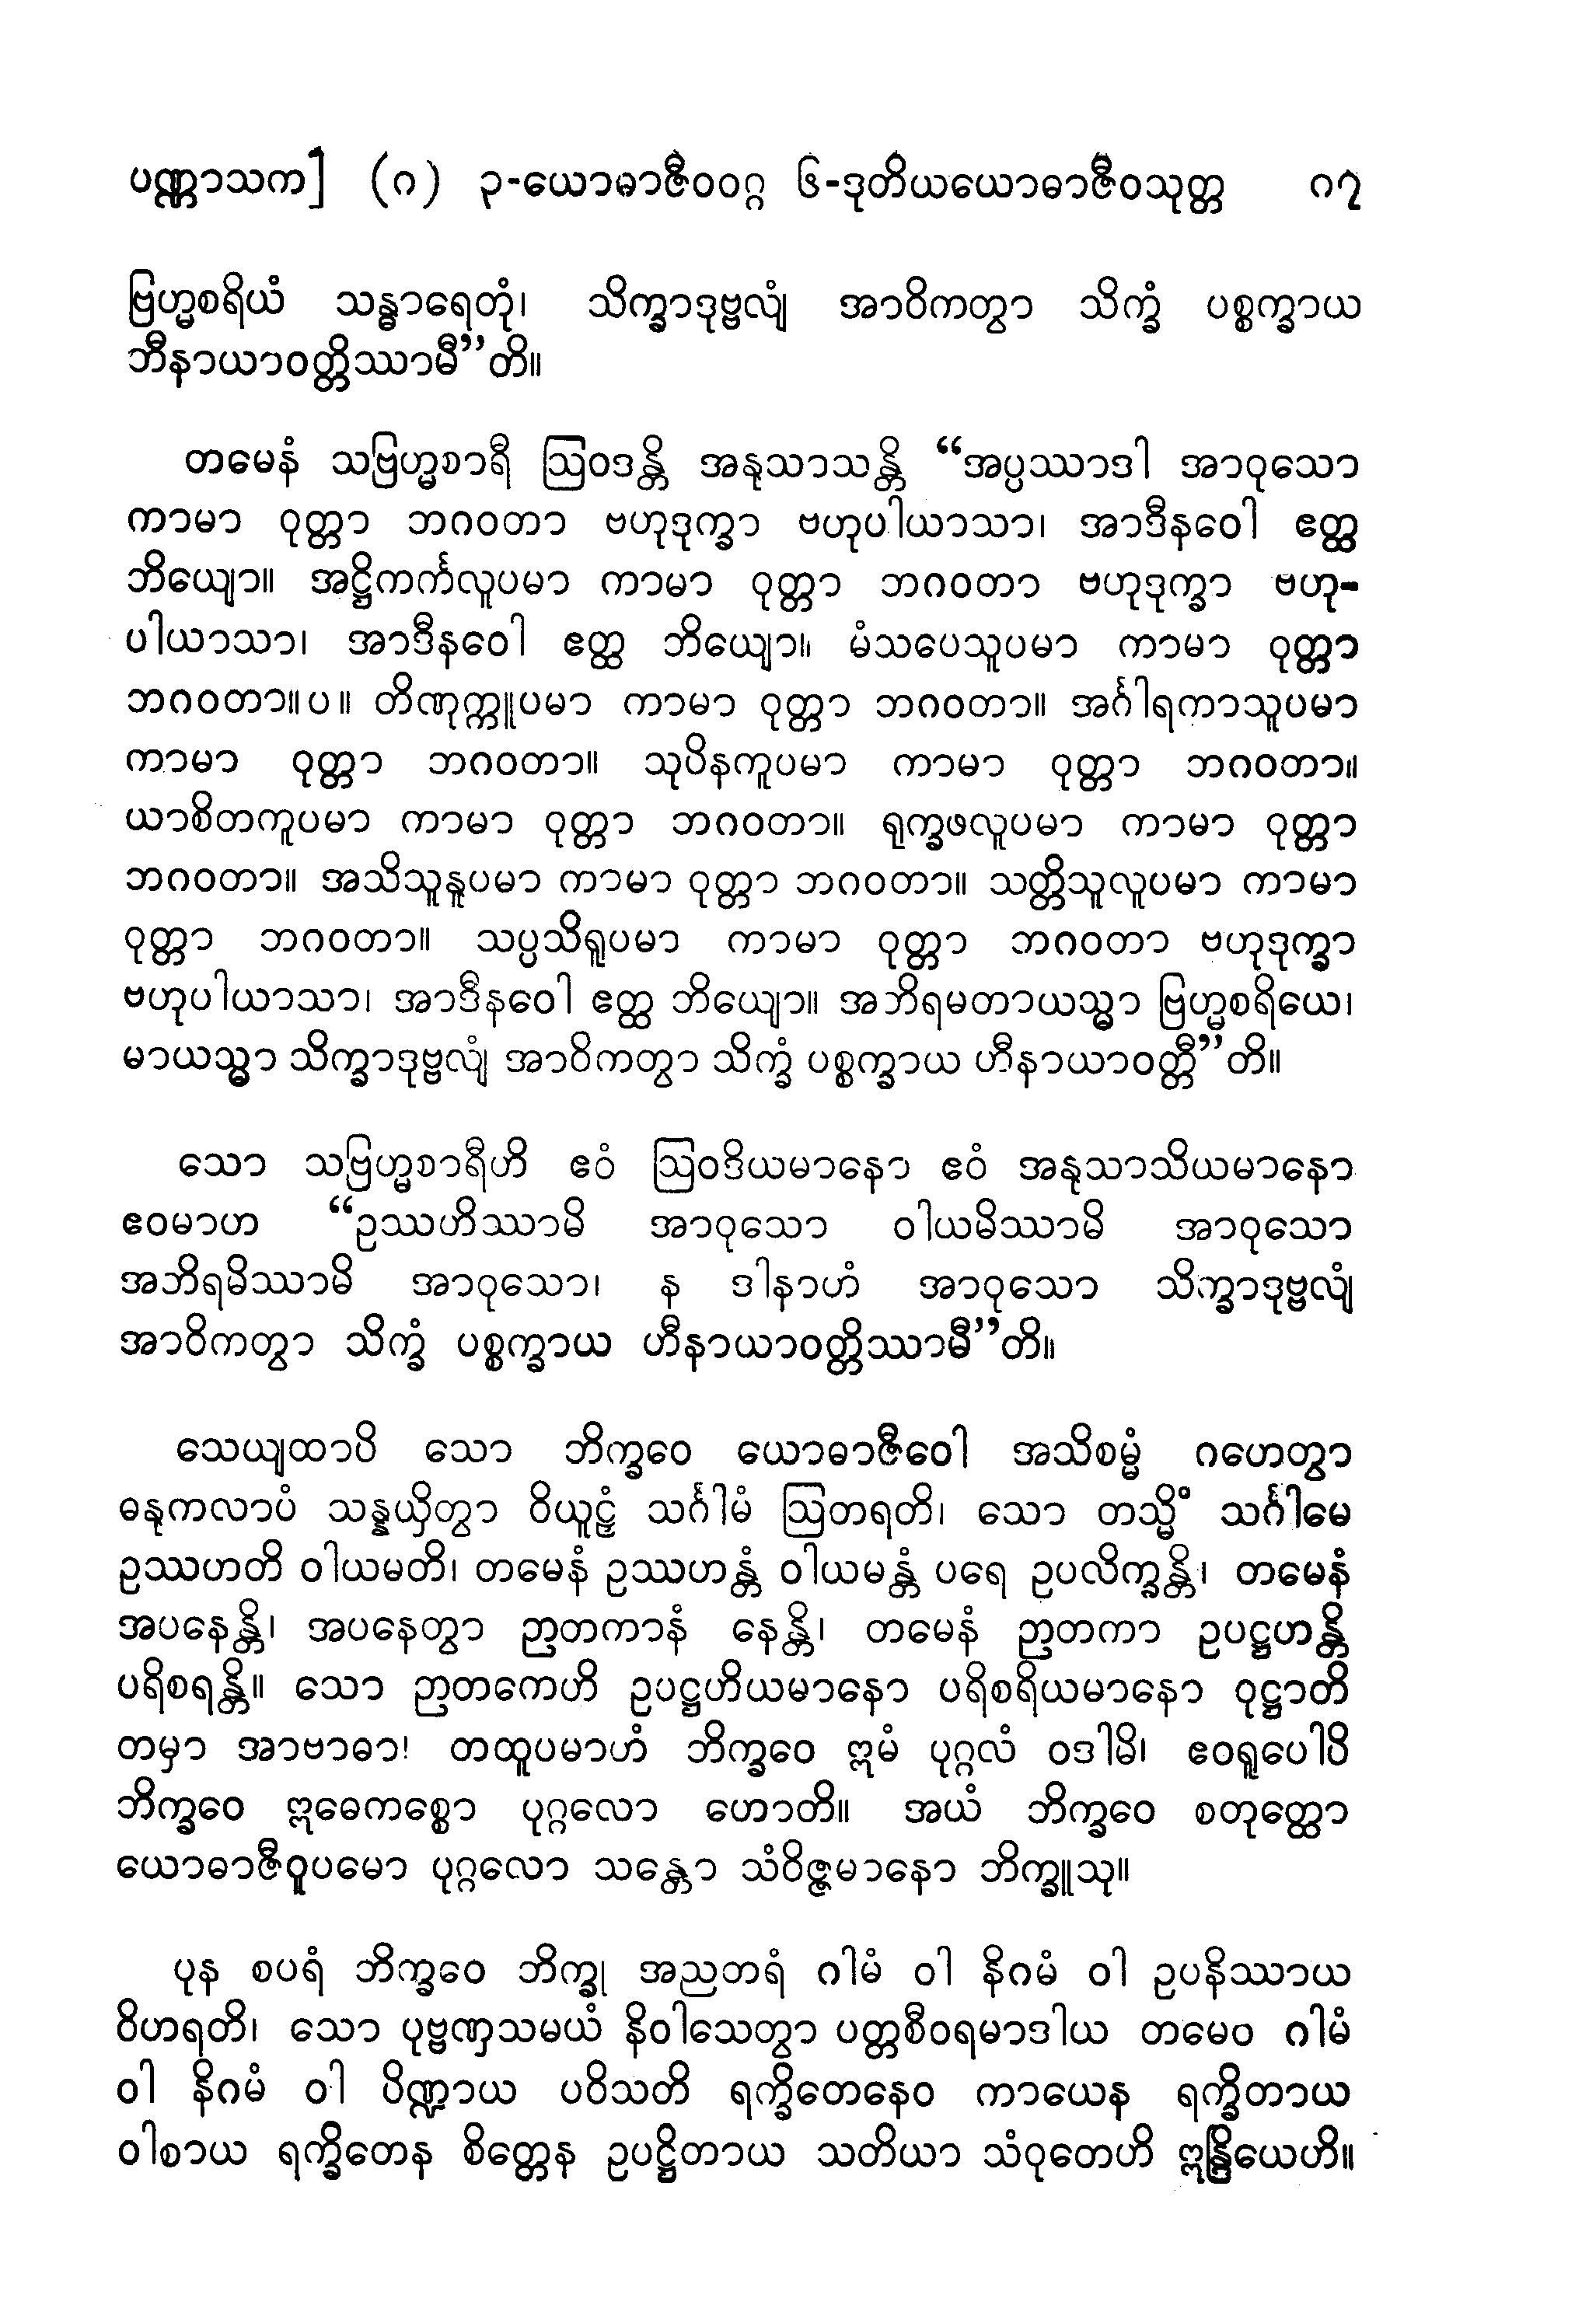 ပဏ္ဏာသက] (ဂ) ၃-ယောဓာဇီဝဝဂ္ဂ ၆-ဒုတိယယောဓာဇီဝသုတ္တ ၈၇
ဗြဟ္မစရိယံ သန္ဓာရေတုံ၊ သိက္ခာဒုဗ္ဗလျံ အာဝိကတွာ သိက္ခံ ပစ္စက္ခာယ
ဘီနာယာဝတ္တိဿာမီ”တိ။
တမေနံ သဗြဟ္မစာရီ ဩဝဒန္တိ အနုသာသန္တိ “အပ္ပဿာဒါ အာဝုသော
ကာမာ ဝုတ္တာ ဘဂဝတာ ဗဟုဒုက္ခာ ဗဟုပါယာသာ၊ အာဒီနဝေါ ဧတ္ထ
ဘိယျော။ အဋ္ဌိကင်္ကလူပမာ ကာမာ ဝုတ္တာ ဘဂဝတာ ဗဟုဒုက္ခာ ဗဟု-
ပါယာသာ၊ အာဒီနဝေါ ဧတ္ထ ဘိယျော။ မံသပေသူပမာ ကာမာ ဝုတ္တာ
ဘဂဝတာ။ပ။ တိဏုက္ကူပမာ ကာမာ ဝုတ္တာ ဘဂဝတာ။ အင်္ဂါရကာသူပမာ
ကာမာ ဝုတ္တာ ဘဂဝတာ။ သုပိနကူပမာ ကာမာ ဝုတ္တာ ဘဂဝတာ။
ယာစိတကူပမာ ကာမာ ဝုတ္တာ ဘဂဝတာ။ ရုက္ခဖလူပမာ ကာမာ ဝုတ္တာ
ဘဂဝတာ။ အသိသူနူပမာ ကာမာ ဝုတ္တာ ဘဂဝတာ။ သတ္တိသူလူပမာ ကာမာ
ဝုတ္တာ ဘဂဝတာ။ သပ္ပသိရူပမာ ကာမာ ဝုတ္တာ ဘဂဝတာ ဗဟုဒုက္ခာ
ဗဟုပါယာသာ၊ အာဒီနဝေါ ဧတ္ထ ဘိယျော။ အဘိရမတာယသ္မာ ဗြဟ္မစရိယေ၊
မာယသ္မာ သိက္ခာဒုဗ္ဗလျံ အာဝိကတွာ သိက္ခံ ပစ္စက္ခာယ ဟီနာယာဝတ္တီ”တိ။
သော သဗြဟ္မစာရီဟိ ဧဝံ ဩဝဒိယမာနော ဧဝံ အနုသာသိယမာနော
ဧဝမာဟ “ဥဿဟိဿာမိ အာဝုသော ဝါယမိဿာမိ အာဝုသော
အဘိရမိဿာမိ အာဝုသော၊ န ဒါနာဟံ အာဝုသော သိက္ခာဒုဗ္ဗလျံ
အာဝိကတွာ သိက္ခံ ပစ္စက္ခာယ ဟီနာယာဝတ္တိဿာမီ”တိ။
သေယျထာပိ သော ဘိက္ခဝေ ယောဓာဇီဝေါ အသိစမ္မံ ဂဟေတွာ
ဓနုကလာပံ သန္နယှိတွာ ဝိယူဠှံ သင်္ဂါမံ ဩတရတိ၊ သော တသ္မိံ သင်္ဂါမေ
ဥဿဟတိ ဝါယမတိ၊ တမေနံ ဥဿဟန္တံ ဝါယမန္တံ ပရေ ဥပလိက္ခန္တိ၊ တမေနံ
အပနေန္တိ၊ အပနေတွာ ဉာတကာနံ နေန္တိ၊ တမေနံ ဉာတကာ ဥပဋ္ဌဟန္တိ
ပရိစရန္တိ။ သော ဉာတကေဟိ ဥပဋ္ဌဟိယမာနော ပရိစရိယမာနော ဝုဋ္ဌာတိ
တမှာ အာဗာဓာ၊ တထူပမာဟံ ဘိက္ခဝေ ဣမံ ပုဂ္ဂလံ ဝဒါမိ၊ ဧဝရူပေါပိ
ဘိက္ခဝေ ဣဓေကစ္စော ပုဂ္ဂလော ဟောတိ။ အယံ ဘိက္ခဝေ စတုတ္ထော
ယောဓာဇီဝူပမော ပုဂ္ဂလော သန္တော သံဝိဇ္ဇမာနော ဘိက္ခူသု။
ပုန စပရံ ဘိက္ခဝေ ဘိက္ခု အညတရံ ဂါမံ ဝါ နိဂမံ ဝါ ဥပနိဿာယ
ဝိဟရတိ၊ သော ပုဗ္ဗဏှသမယံ နိဝါသေတွာ ပတ္တစီဝရမာဒါယ တမေဝ ဂါမံ
ဝါ နိဂမံ ဝါ ပိဏ္ဍာယ ပဝိသတိ ရက္ခိတေနေဝ ကာယေန ရက္ခိတာယ
ဝါစာယ ရက္ခိတေန စိတ္တေန ဥပဋ္ဌိတာယ သတိယာ သံဝုတေဟိ ဣန္ဒြိယေဟိ။